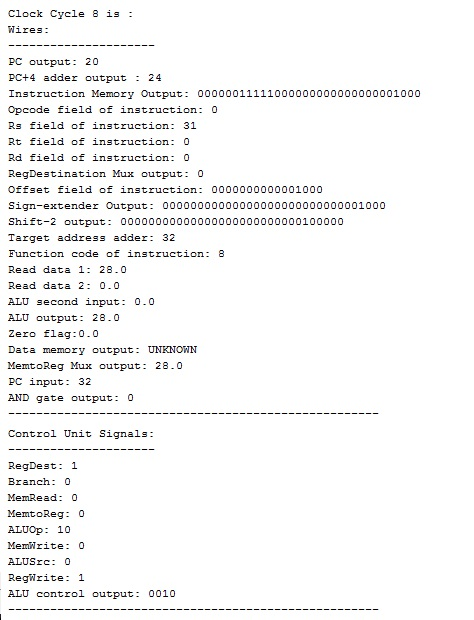 Clock Cycle 8 is :
Wires:
---------------------
PC output: 20
PC+4 adder output : 24
Instruction Memory Output: 00000011111000000000000000001000
Opcode field of instruction: 0
Rs field of instruction: 31
Rt field of instruction: 0
Rd field of instruction: 0
RegDestination Mux output: 0
Offset field of instruction: 0000000000001000
Sign-extender Output: 00000000000000000000000000001000
Shift-2 output: 00000000000000000000000000100000
Target address adder: 32
Function code of instruction: 8
Read data 1: 28.0
Read data 2: 0.0
ALU second input: 0.0
ALU output: 28.0
Zero flag:0.0
Data memory output: UNKNOWN
MemtoReg Mux output: 28.0
PC input: 32
AND gate output: 0
-----------------------------------------------------
Control Unit Signals:
---------------------
RegDest: 1
Branch: 0
MemRead: 0
MemtoReg: 0
ALUOp: 10
MemWrite: 0
ALUSrc: 0
RegWrite: 1
ALU control output: 0010
-----------------------------------------------------